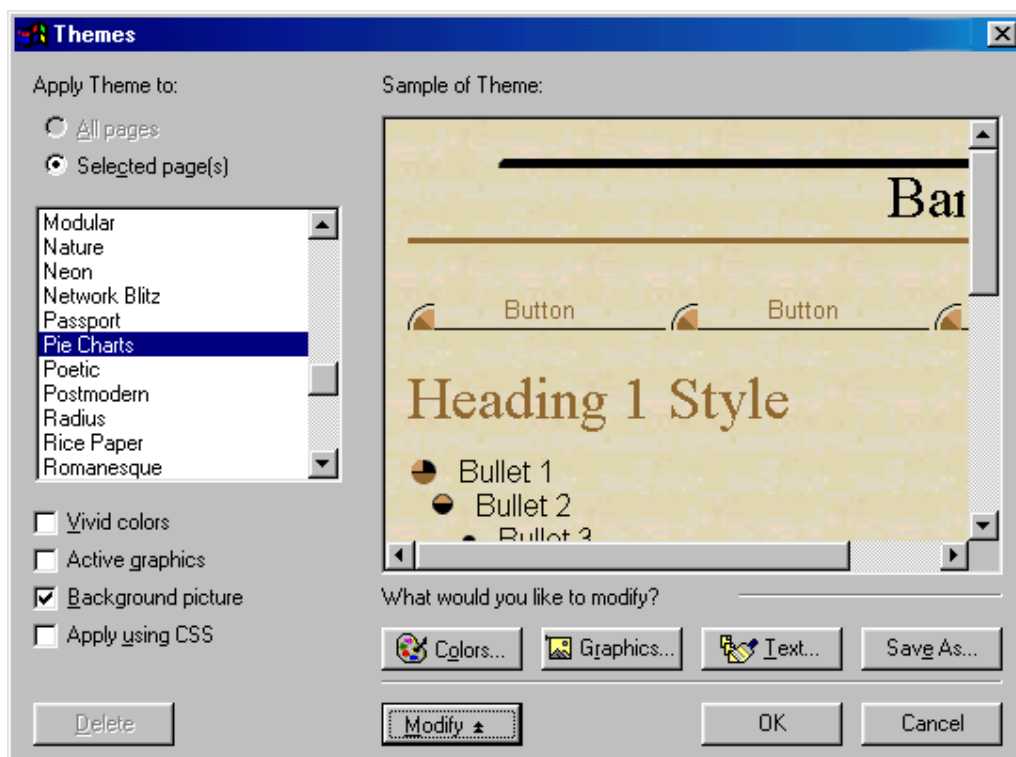 Themes
Apply Theme to:
All pages
Selected page(s)
Modular
Nature
Neon
Network Blitz
Passport
Pie Charts
Poetic
Postmodern
Radius
Rice Paper
Romanesque
Vivid colors
Active graphics
Background picture
Apply using CSS
Delete
Sample of Theme:
Ban
Button Button
Heading 1 Style
Bullet 1
Bullet 2
Bullet 3
What would you like to modify?
Colors... Graphics... Text... Save As...
Modify OK Cancel